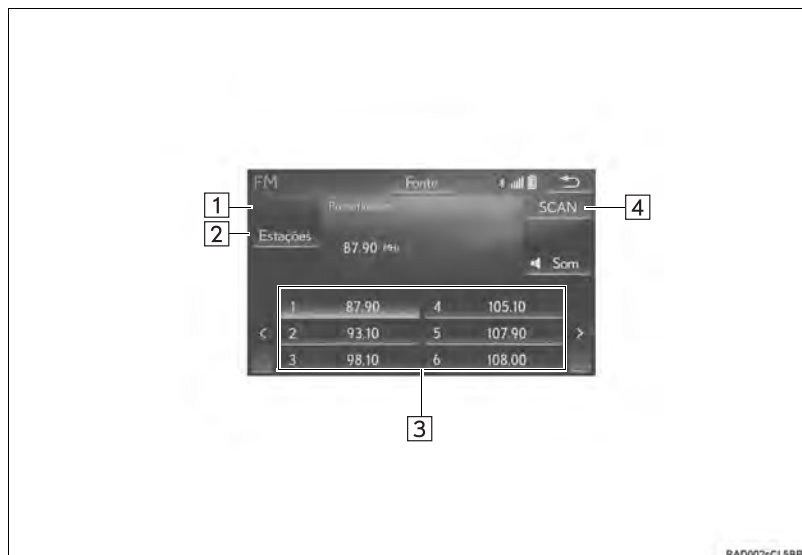 FM Fonte
1 SCAN 4
2 Estações
87.90 MHz
Som
1 87.90 4 105.10
< 2 93.10 5 107.90 >
3 98.10 6 108.00
3